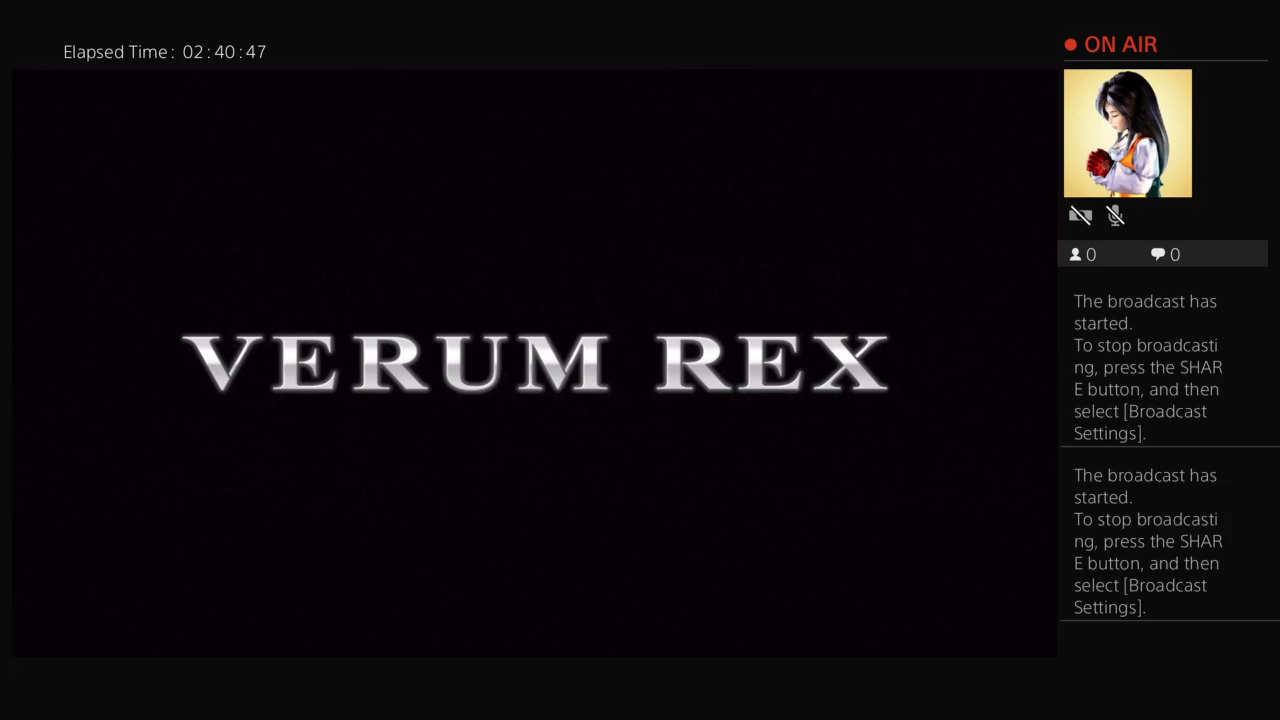 Elapsed Time: 02:40:47
ON AIR
VERUM REX
0 0
The broadcast has
started.
To stop broadcasti
ng, press the SHAR
E button, and then
select [Broadcast
Settings].
The broadcast has
started.
To stop broadcasti
ng, press the SHAR
E button, and then
select [Broadcast
Settings].